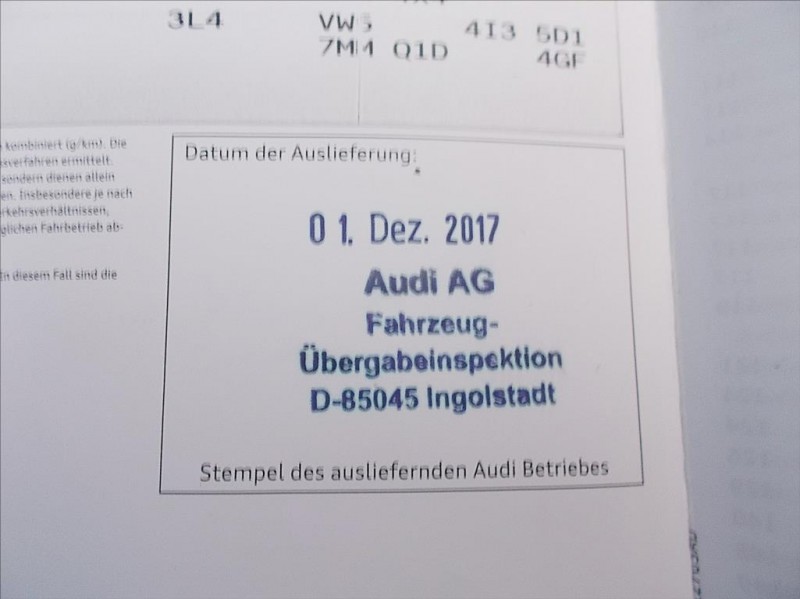 3L4 VW5 4I3 5D1
7M4 Q1D 4GF
kombiniert (g/km). Die
sverfahren ermittelt.
sondern dienen allein
en. Insbesondere je nach
rkehrsverhältnissen,
glichen Fahrbetrieb ab-
In diesem Fall sind die
Datum der Auslieferung:
01. Dez. 2017
Audi AG
Fahrzeug-
Übergabeinspektion
D-85045 Ingolstadt
Stempel des ausliefernden Audi Betriebes